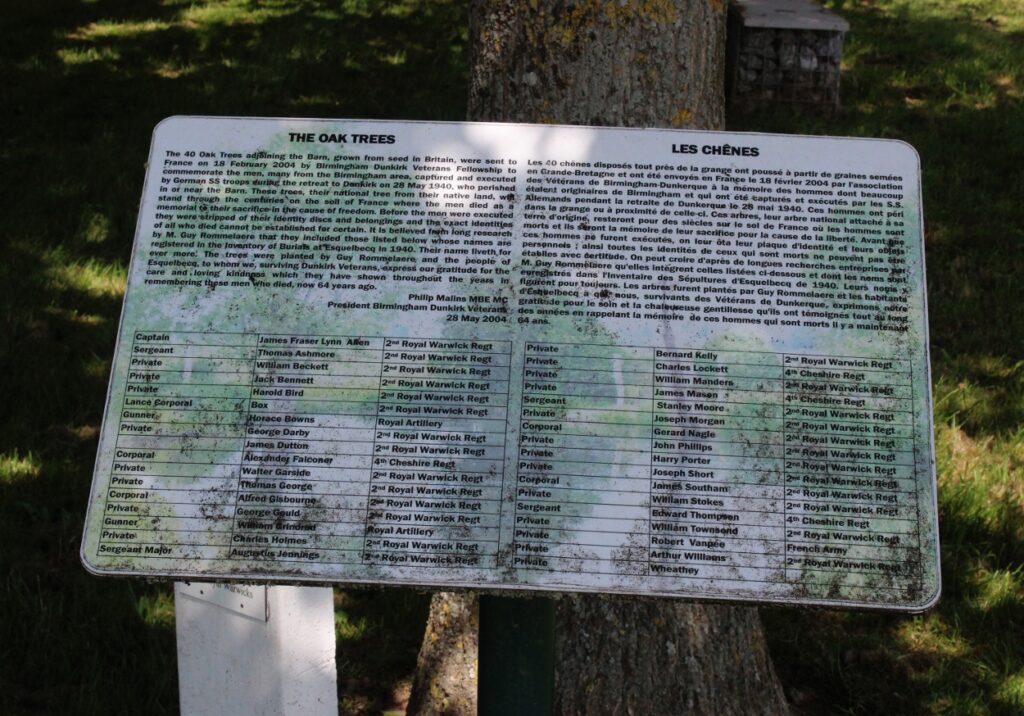 THE OAK TREES
The 40 Oak Trees adjoining the Barn, grown from seed in Britain, were sent to
France on 18 February 2004 by Birmingham Dunkirk Veterans Fellowship to
commemorate the men, many from the Birmingham area, captured and executed
by German SS troops during the retreat to Dunkirk on 28 May 1940, who perished
in or near the Barn. These trees, their national tree from their native land, will
stand through the centuries on the soil of France where the men died as a
memorial to their sacrifice in the cause of freedom. Before the men were executed
they were stripped of their identity discs and belongings and the exact identities
of all who died cannot be established for certain. It is believed from long research
by M. Guy Rommelaere that they included those listed below whose names are
registered in the Inventory of Burials at Esquelbecq in 1940. Their name liveth for
ever more. The trees were planted by Guy Rommelaere and the people of
Esquelbecq, to whom we, surviving Dunkirk Veterans, express our gratitude for the
care and loving kindness which they have shown throughout the years in
remembering these men who died, now 64 years ago.
Philip Malins MBE MC
President Birmingham Dunkirk Veterans
28 May 2004
LES CHÊNES
Les 40 chênes disposés tout près de la grange ont poussé à partir de graines semées
en Grande-Bretagne et ont été envoyés en France le 18 février 2004 par l'association
des Vétérans de Birmingham-Dunkerque à la mémoire des hommes dont beaucoup
étaient originaires de Birmingham et qui ont été capturés et exécutés par les S.S.
Allemands pendant la retraite de Dunkerque le 28 mai 1940. Ces hommes ont péri
dans la grange ou à proximité de celle-ci. Ces arbres, leur arbre national attaché à leur
terre d'origine, resteront pour des siècles sur le sol de France où les hommes sont
morts et ils seront la mémoire de leur sacrifice pour la cause de la liberté. Avant que
ces hommes ne furent exécutés, on leur ôta leur plaque d'identité et leurs objets
personnels : ainsi toutes les identités de ceux qui sont morts ne peuvent pas être
établies avec certitude. On peut croire d'après de longues recherches entreprises par
M. Guy Rommelaere qu'elles intègrent celles listées ci-dessous et dont les noms sont
enregistrés dans l'Inventaire des Sépultures d'Esquelbecq de 1940. Leurs noms
figurent pour toujours. Les arbres furent plantés par Guy Rommelaere et les habitants
d'Esquelbecq à que nous, survivants des Vétérans de Dunkerque, exprimons notre
gratitude pour le soin et la chaleureuse gentillesse qu'ils ont témoignés tout au long
des années en rappelant la mémoire de ces hommes qui sont morts il y a maintenant
64 ans.
Captain James Fraser Lynn Allen 2nd Royal Warwick Regt
Sergeant Thomas Ashmore 2nd Royal Warwick Regt
Private William Beckett 2nd Royal Warwick Regt
Private Jack Bennett 2nd Royal Warwick Regt
Private Harold Bird 2nd Royal Warwick Regt
Lance Corporal Box 2nd Royal Warwick Regt
Gunner Horace Bowns Royal Artillery
Private George Darby 2nd Royal Warwick Regt
James Dutton 2nd Royal Warwick Regt
Corporal Alexander Falconer 4th Cheshire Regt
Private Walter Garside 2nd Royal Warwick Regt
Private Thomas George 2nd Royal Warwick Regt
Corporal Alfred Gisbourne 2nd Royal Warwick Regt
Private George Gould 2nd Royal Warwick Regt
Gunner William Grindrod Royal Artillery
Private Charles Holmes 2nd Royal Warwick Regt
Sergeant Major Augustus Jennings 2nd Royal Warwick Regt
Private Bernard Kelly 2nd Royal Warwick Regt
Private Charles Lockett 4th Cheshire Regt
Private William Manders 2nd Royal Warwick Regt
Private James Mason 4th Cheshire Regt
Sergeant Stanley Moore 2nd Royal Warwick Regt
Private Joseph Morgan 2nd Royal Warwick Regt
Corporal Gerard Nagle 2nd Royal Warwick Regt
Private John Phillips 2nd Royal Warwick Regt
Private Harry Porter 2nd Royal Warwick Regt
Private Joseph Short 2nd Royal Warwick Regt
Corporal James Southam 2nd Royal Warwick Regt
Private William Stokes 2nd Royal Warwick Regt
Sergeant Edward Thompson 4th Cheshire Regt
Private William Townsend 2nd Royal Warwick Regt
Private Robert Vanpée French Army
Private Arthur Williams 2nd Royal Warwick Regt
Private Wheathey
Warwicks